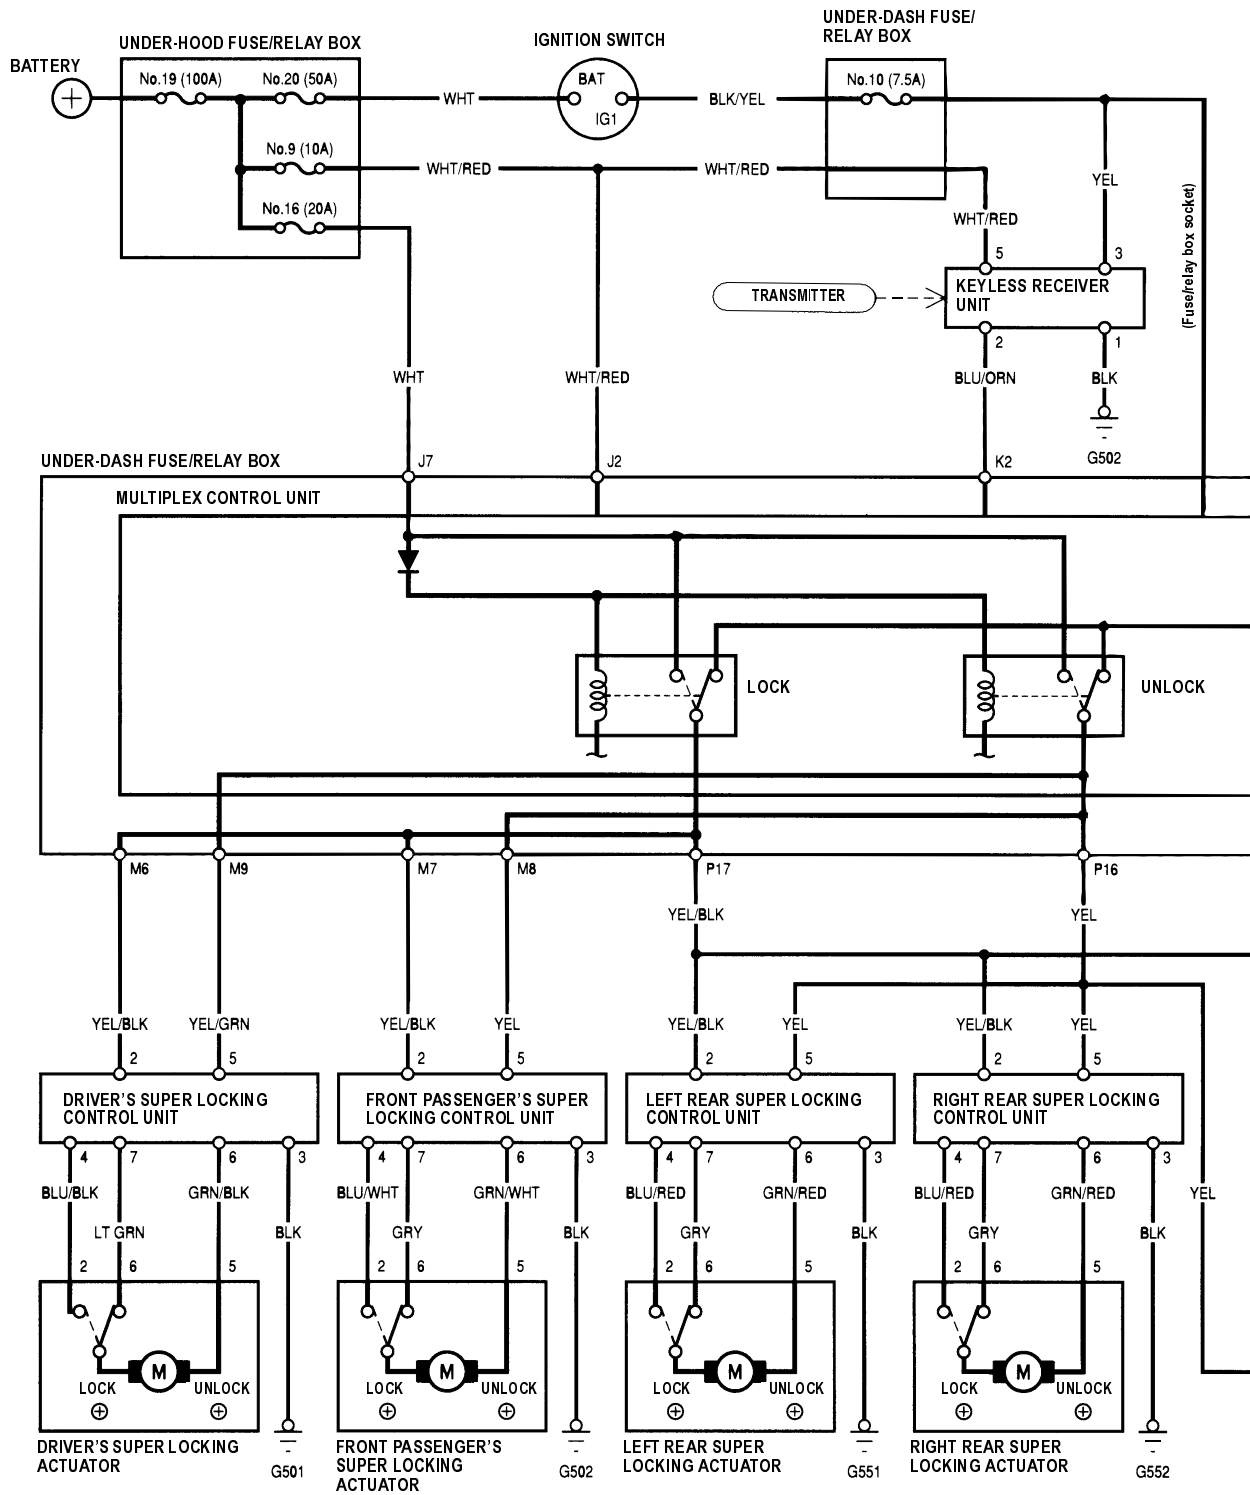 UNDER-DASH FUSE/
RELAY BOX
IGNITION SWITCH
UNDER-HOOD FUSE/RELAY BOX
BATTERY
No.19 (100A)
No.20 (50A)
BAT
No.10 (7.5A)
WHT
BLK/YEL
IG1
No.9 (10A)
WHT/RED
WHT/RED
YEL
No.16 (20A)
WHT/RED
(Fuse/relay box socket)
5
3
TRANSMITTER
KEYLESS RECEIVER
UNIT
2
1
WHT
WHT/RED
BLU/ORN
BLK
G502
UNDER-DASH FUSE/RELAY BOX
J7
J2
K2
MULTIPLEX CONTROL UNIT
LOCK
UNLOCK
M6
M9
M7
M8
P17
P16
YEL/BLK
YEL
YEL/BLK
YEL/GRN
YEL/BLK
YEL
YEL/BLK
YEL
YEL/BLK
YEL
2
5
2
5
2
5
2
5
DRIVER'S SUPER LOCKING
CONTROL UNIT
FRONT PASSENGER'S SUPER
LOCKING CONTROL UNIT
LEFT REAR SUPER LOCKING
CONTROL UNIT
RIGHT REAR SUPER LOCKING
CONTROL UNIT
4
7
6
3
4
7
6
3
4
7
6
3
4
7
6
3
BLU/BLK
GRN/BLK
BLU/WHT
GRN/WHT
BLU/RED
GRN/RED
BLU/RED
GRN/RED
YEL
LT GRN
BLK
GRY
BLK
GRY
BLK
GRY
BLK
2
6
5
2
6
5
2
6
5
2
6
5
M
M
M
M
LOCK
UNLOCK
LOCK
UNLOCK
LOCK
UNLOCK
LOCK
UNLOCK
DRIVER'S SUPER LOCKING
ACTUATOR
G501
FRONT PASSENGER'S
SUPER LOCKING
ACTUATOR
G502
LEFT REAR SUPER
LOCKING ACTUATOR
G551
RIGHT REAR SUPER
LOCKING ACTUATOR
G552